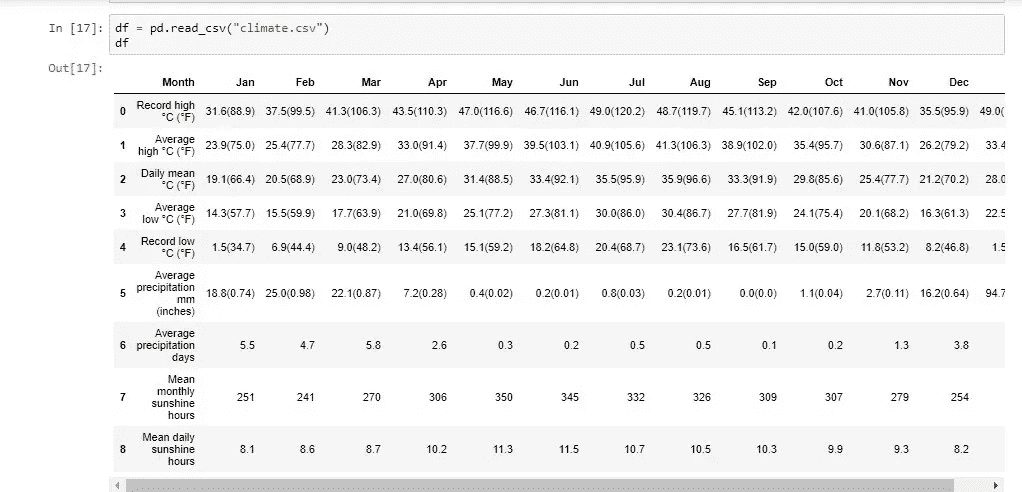 In [17]: df = pd.read_csv("climate.csv")
df
Out[17]:
Month Jan Feb Mar Apr May Jun Jul Aug Sep Oct Nov Dec
0 Record high °C (°F) 31.6(88.9) 37.5(99.5) 41.3(106.3) 43.5(110.3) 47.0(116.6) 46.7(116.1) 49.0(120.2) 48.7(119.7) 45.1(113.2) 42.0(107.6) 41.0(105.8) 35.5(95.9) 49.0(
1 Average high °C (°F) 23.9(75.0) 25.4(77.7) 28.3(82.9) 33.0(91.4) 37.7(99.9) 39.5(103.1) 40.9(105.6) 41.3(106.3) 38.9(102.0) 35.4(95.7) 30.6(87.1) 26.2(79.2) 33.4
2 Daily mean °C (°F) 19.1(66.4) 20.5(68.9) 23.0(73.4) 27.0(80.6) 31.4(88.5) 33.4(92.1) 35.5(95.9) 35.9(96.6) 33.3(91.9) 29.8(85.6) 25.4(77.7) 21.2(70.2) 28.0
3 Average low °C (°F) 14.3(57.7) 15.5(59.9) 17.7(63.9) 21.0(69.8) 25.1(77.2) 27.3(81.1) 30.0(86.0) 30.4(86.7) 27.7(81.9) 24.1(75.4) 20.1(68.2) 16.3(61.3) 22.5
4 Record low °C (°F) 1.5(34.7) 6.9(44.4) 9.0(48.2) 13.4(56.1) 15.1(59.2) 18.2(64.8) 20.4(68.7) 23.1(73.6) 16.5(61.7) 15.0(59.0) 11.8(53.2) 8.2(46.8) 1.5
5 Average precipitation mm (inches) 18.8(0.74) 25.0(0.98) 22.1(0.87) 7.2(0.28) 0.4(0.02) 0.2(0.01) 0.8(0.03) 0.2(0.01) 0.0(0.0) 1.1(0.04) 2.7(0.11) 16.2(0.64) 94.7
6 Average precipitation days 5.5 4.7 5.8 2.6 0.3 0.2 0.5 0.5 0.1 0.2 1.3 3.8
7 Mean monthly sunshine hours 251 241 270 306 350 345 332 326 309 307 279 254
8 Mean daily sunshine hours 8.1 8.6 8.7 10.2 11.3 11.5 10.7 10.5 10.3 9.9 9.3 8.2